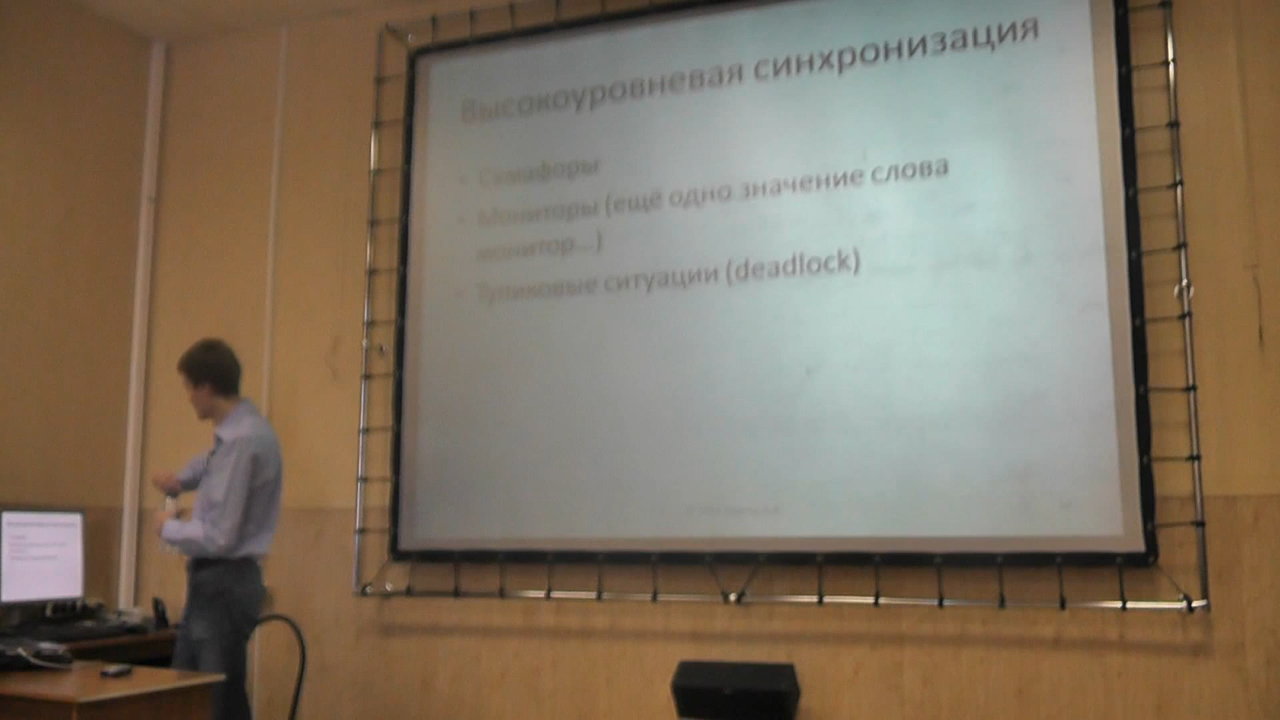 Высокоуровневая синхронизация
• Семафоры
• Мониторы (ещё одно значение слова
монитор...)
• Тупиковые ситуации (deadlock)